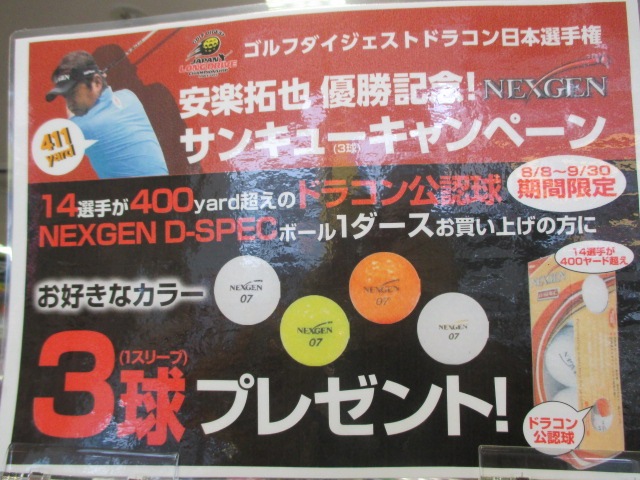 GOLF DIGEST
JAPAN
LONGDRIVE
CHAMPIONSHIP
ゴルフダイジェストドラコン日本選手権
安楽拓也 優勝記念! NEXGEN
サンキューキャンペーン
(3球)
411
yard
8/8〜9/30
期間限定
14選手が400yard超えのドラコン公認球
NEXGEN D-SPECボール1ダースお買い上げの方に
14選手が
400ヤード超え
お好きなカラー
NEXGEN
07
NEXGEN
07
NEXGEN
07
NEXGEN
07
3球
(1スリーブ)
プレゼント!
ドラコン
公認球